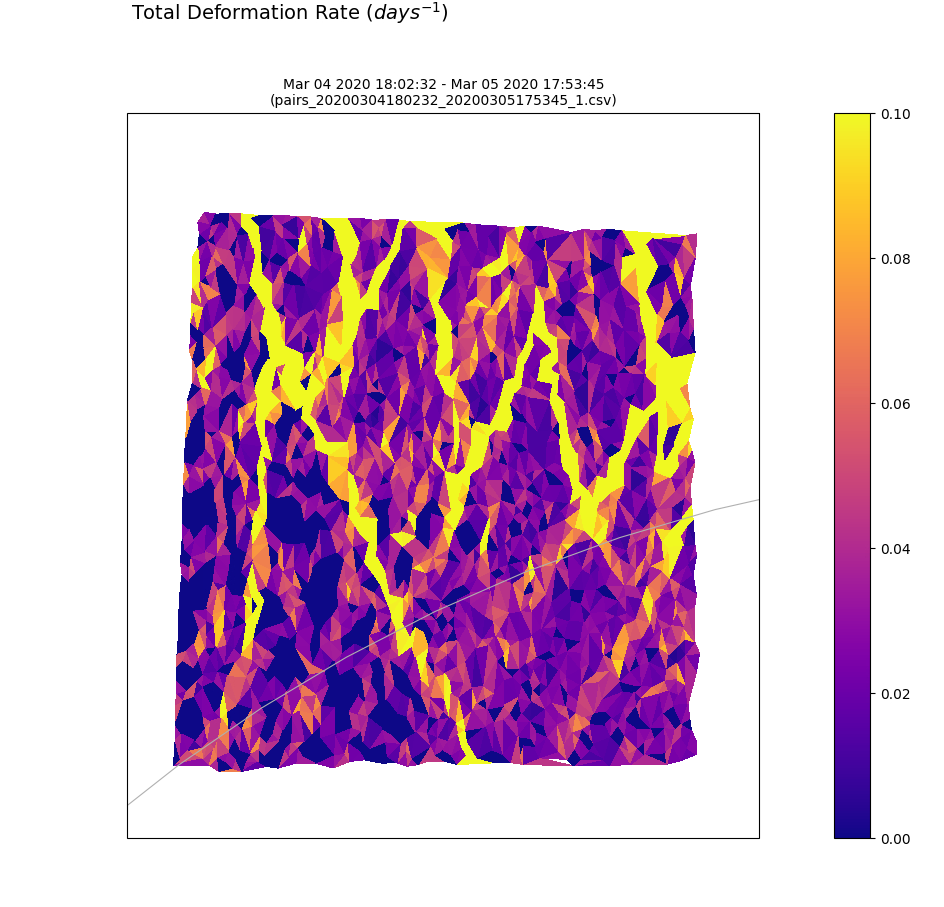 Total Deformation Rate (days⁻¹)
Mar 04 2020 18:02:32 - Mar 05 2020 17:53:45
(pairs_20200304180232_20200305175345_1.csv)
0.10
0.08
0.06
0.04
0.02
0.00